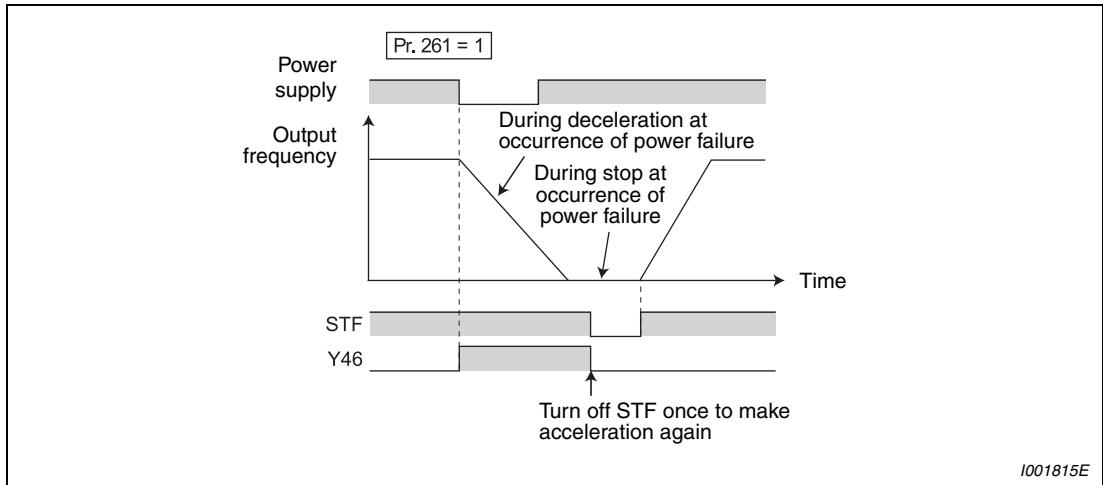 Pr. 261 = 1
Power
supply
During deceleration at
occurrence of power failure
Output
frequency
During stop at
occurrence of
power failure
Time
STF
Y46
Turn off STF once to make
acceleration again
I001815E